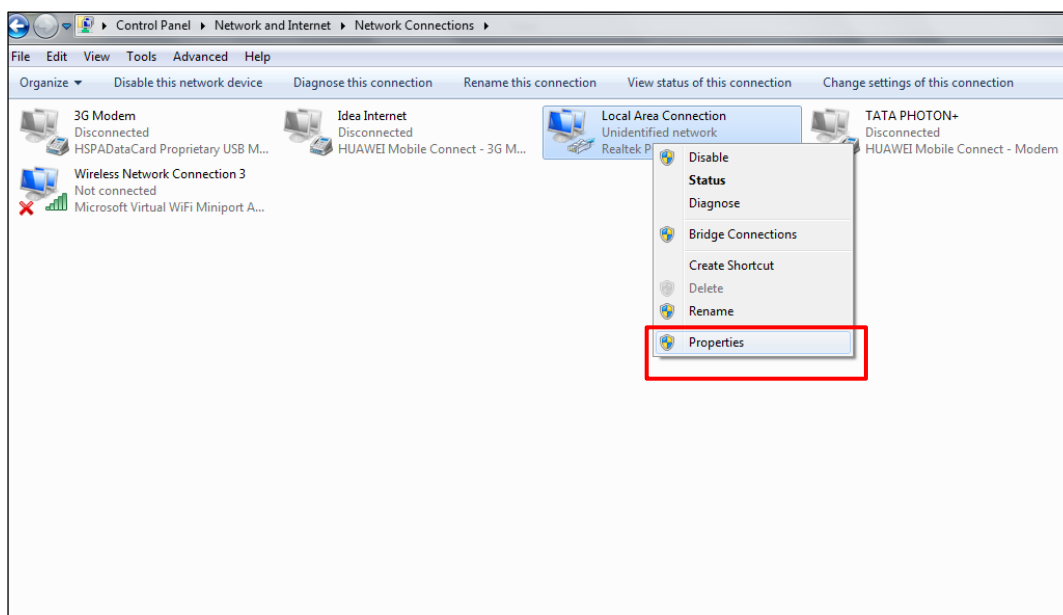 Control Panel Network and Internet Network Connections
File Edit View Tools Advanced Help
Organize Disable this network device Diagnose this connection Rename this connection View status of this connection Change settings of this connection
3G Modem
Disconnected
HSPADataCard Proprietary USB M...
Idea Internet
Disconnected
HUAWEI Mobile Connect - 3G M...
Local Area Connection
Unidentified network
Realtek P
TATA PHOTON+
Disconnected
HUAWEI Mobile Connect - Modem
Wireless Network Connection 3
Not connected
Microsoft Virtual WiFi Miniport A...
Disable
Status
Diagnose
Bridge Connections
Create Shortcut
Delete
Rename
Properties